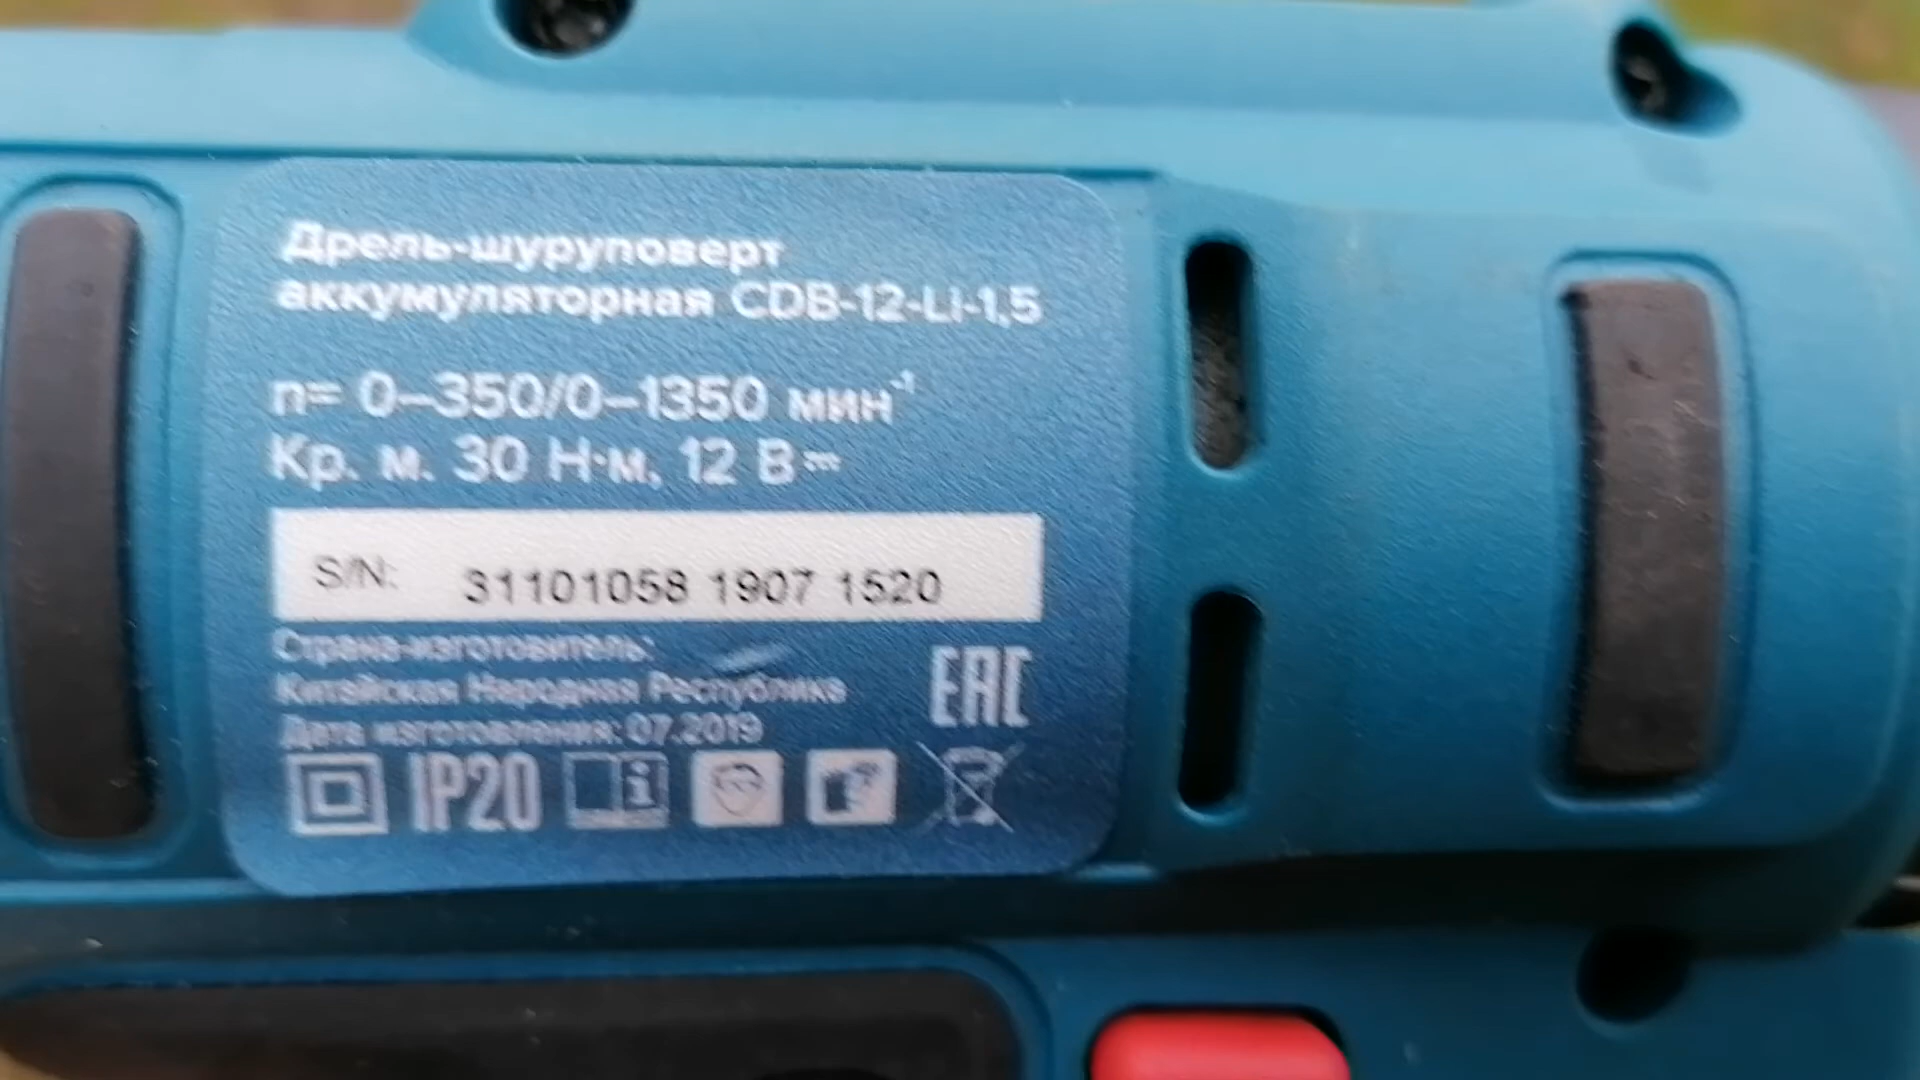 Дрель-шуруповерт
аккумуляторная CDB-12-Li-1,5
n= 0–350/0–1350 мин⁻¹
Кр. м. 30 Н·м, 12 В
S/N: 31101058 1907 1520
Страна-изготовитель:
Китайская Народная Республика
Дата изготовления: 07.2019
EAC
IP20
i